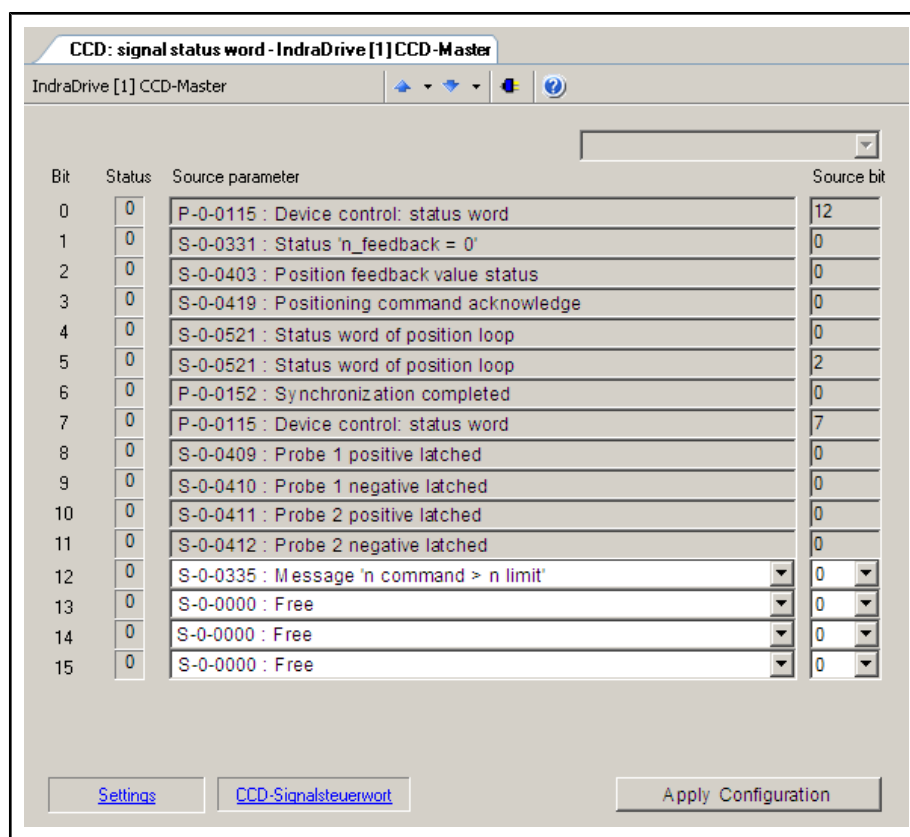 CCD: signal status word - IndraDrive [1] CCD-Master
IndraDrive [1] CCD-Master
Bit Status Source parameter Source bit
0 0 P-0-0115 : Device control: status word 12
1 0 S-0-0331 : Status 'n_feedback = 0' 0
2 0 S-0-0403 : Position feedback value status 0
3 0 S-0-0419 : Positioning command acknowledge 0
4 0 S-0-0521 : Status word of position loop 0
5 0 S-0-0521 : Status word of position loop 2
6 0 P-0-0152 : Synchronization completed 0
7 0 P-0-0115 : Device control: status word 7
8 0 S-0-0409 : Probe 1 positive latched 0
9 0 S-0-0410 : Probe 1 negative latched 0
10 0 S-0-0411 : Probe 2 positive latched 0
11 0 S-0-0412 : Probe 2 negative latched 0
12 0 S-0-0335 : Message 'n command > n limit' 0
13 0 S-0-0000 : Free 0
14 0 S-0-0000 : Free 0
15 0 S-0-0000 : Free 0
Settings CCD-Signalsteuerwort Apply Configuration